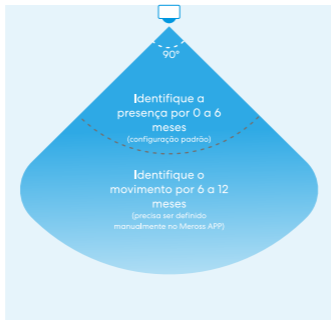 90°
Identifique a
presença por 0 a 6
meses
(configuração padrão)
Identifique o
movimento por 6 a 12
meses
(precisa ser definido
manualmente no Meross APP)